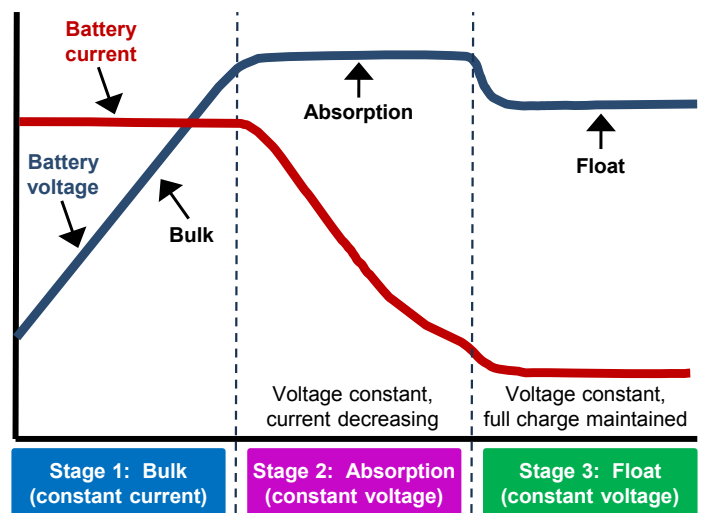 Battery
current
Absorption
Battery
voltage
Bulk
Float
Voltage constant,
current decreasing
Voltage constant,
full charge maintained
Stage 1: Bulk
(constant current)
Stage 2: Absorption
(constant voltage)
Stage 3: Float
(constant voltage)